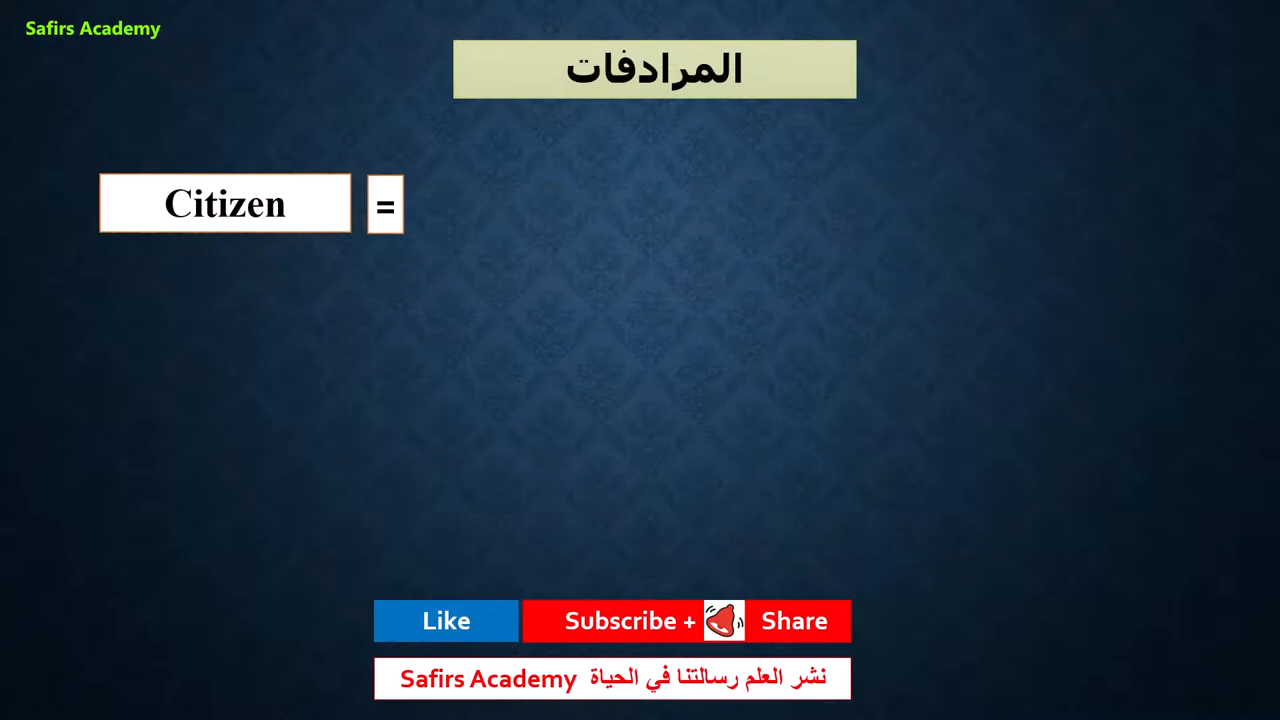 Safirs Academy
المرادفات
Citizen =
Like Subscribe + Share
Safirs Academy نشر العلم رسالتنا في الحياة